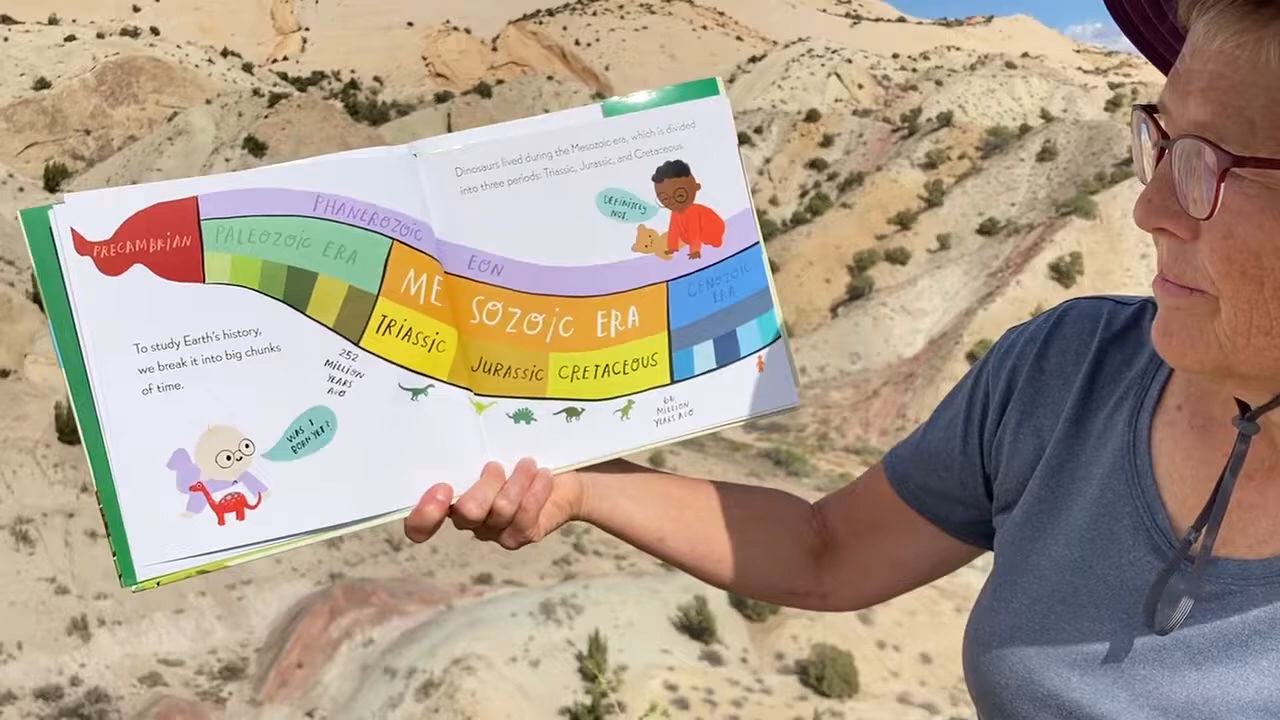 Dinosaurs lived during the Mesozoic era, which is divided
into three periods: Triassic, Jurassic, and Cretaceous.
DEFINITELY
NOT.
PRECAMBRIAN
PHANEROZOIC EON
PALEOZOIC ERA
MESOZOIC ERA
CENOZOIC
ERA
TRIASSIC
JURASSIC
CRETACEOUS
252
MILLION
YEARS
AGO
66
MILLION
YEARS AGO
To study Earth's history,
we break it into big chunks
of time.
WAS I
BORN YET?